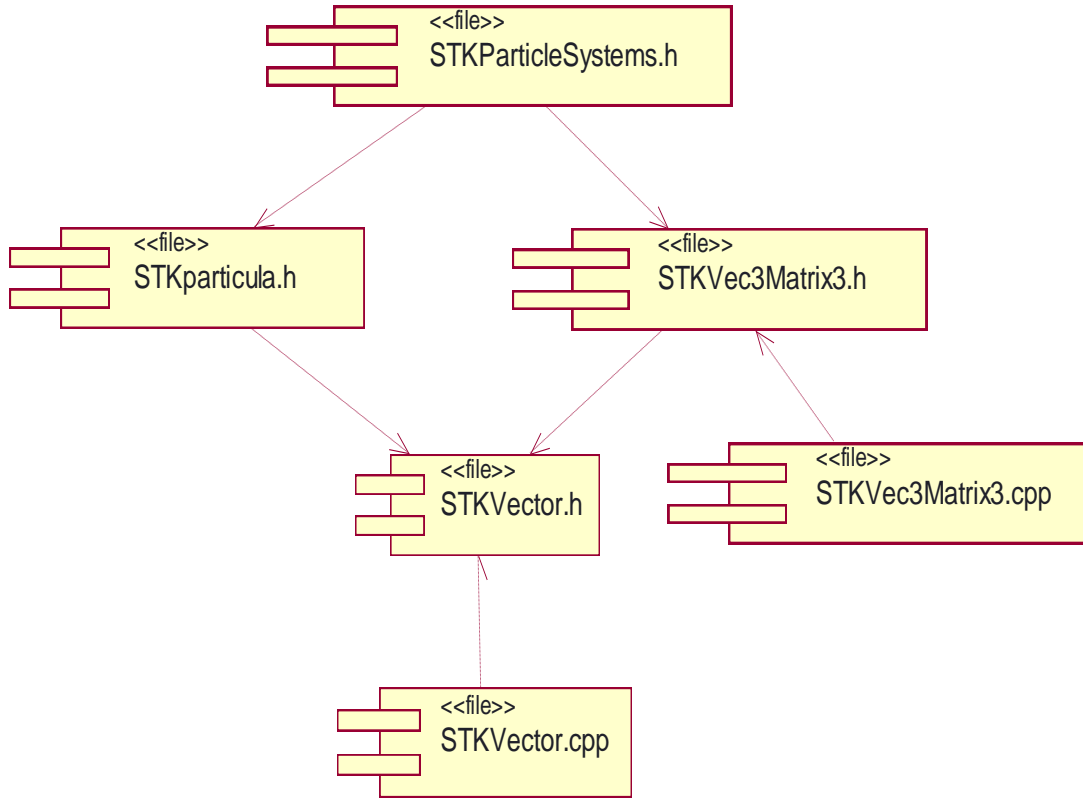 <<file>>
STKParticleSystems.h
<<file>>
STKparticula.h
<<file>>
STKVec3Matrix3.h
<<file>>
STKVector.h
<<file>>
STKVec3Matrix3.cpp
<<file>>
STKVector.cpp